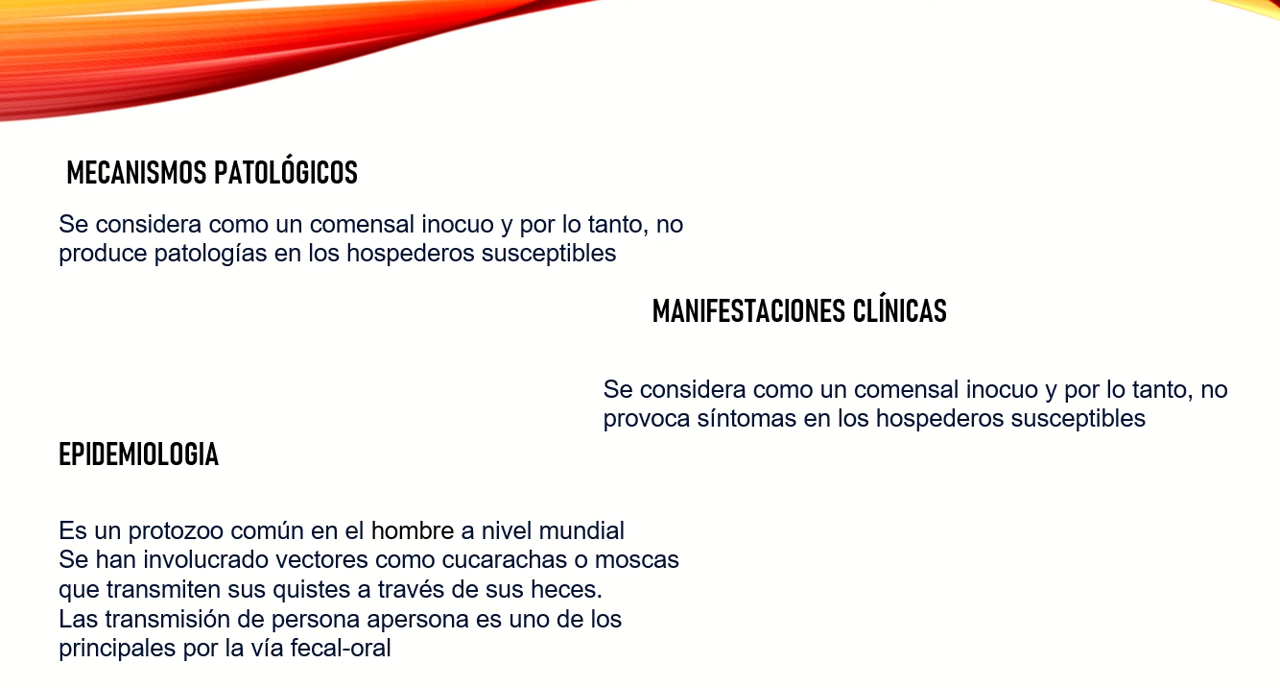 MECANISMOS PATOLÓGICOS
Se considera como un comensal inocuo y por lo tanto, no
produce patologías en los hospederos susceptibles
MANIFESTACIONES CLÍNICAS
Se considera como un comensal inocuo y por lo tanto, no
provoca síntomas en los hospederos susceptibles
EPIDEMIOLOGIA
Es un protozoo común en el hombre a nivel mundial
Se han involucrado vectores como cucarachas o moscas
que transmiten sus quistes a través de sus heces.
Las transmisión de persona apersona es uno de los
principales por la vía fecal-oral